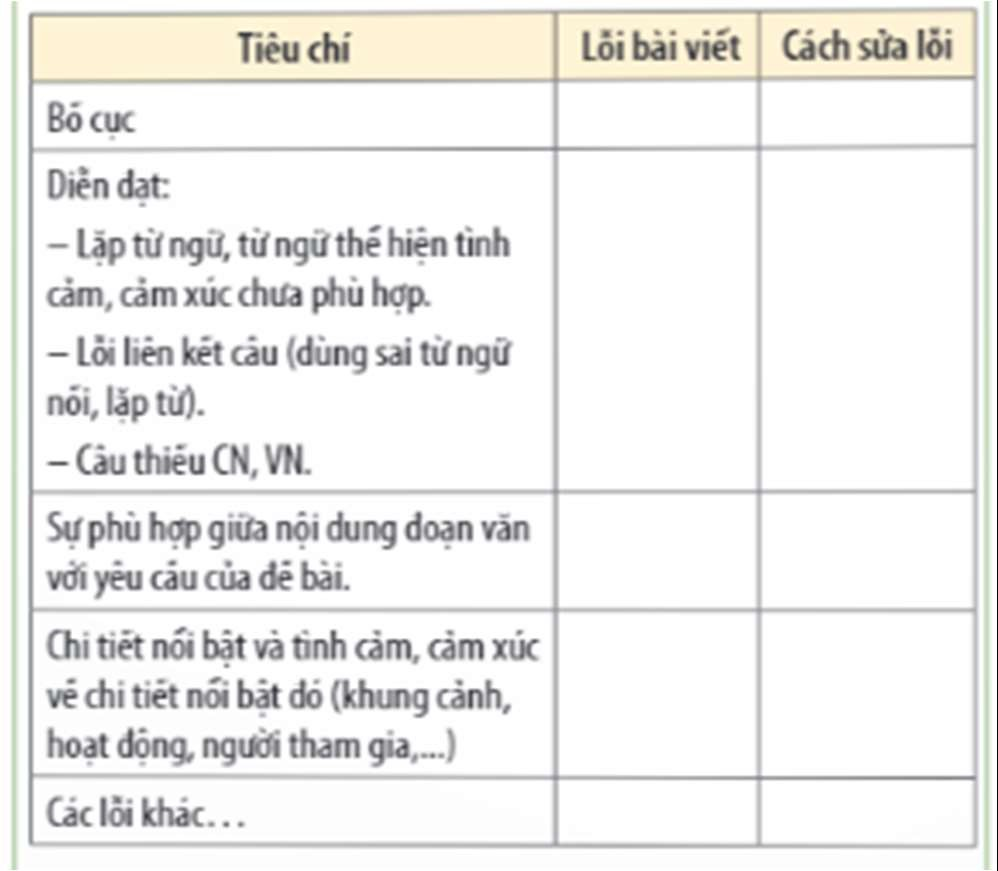 Tiêu chí Lỗi bài viết Cách sửa lỗi
Bố cục
Diễn đạt:
– Lặp từ ngữ, từ ngữ thể hiện tình
cảm, cảm xúc chưa phù hợp.
– Lỗi liên kết câu (dùng sai từ ngữ
nối, lặp từ).
– Câu thiếu CN, VN.
Sự phù hợp giữa nội dung đoạn văn
với yêu cầu của đề bài.
Chi tiết nổi bật và tình cảm, cảm xúc
về chi tiết nổi bật đó (khung cảnh,
hoạt động, người tham gia,...)
Các lỗi khác...